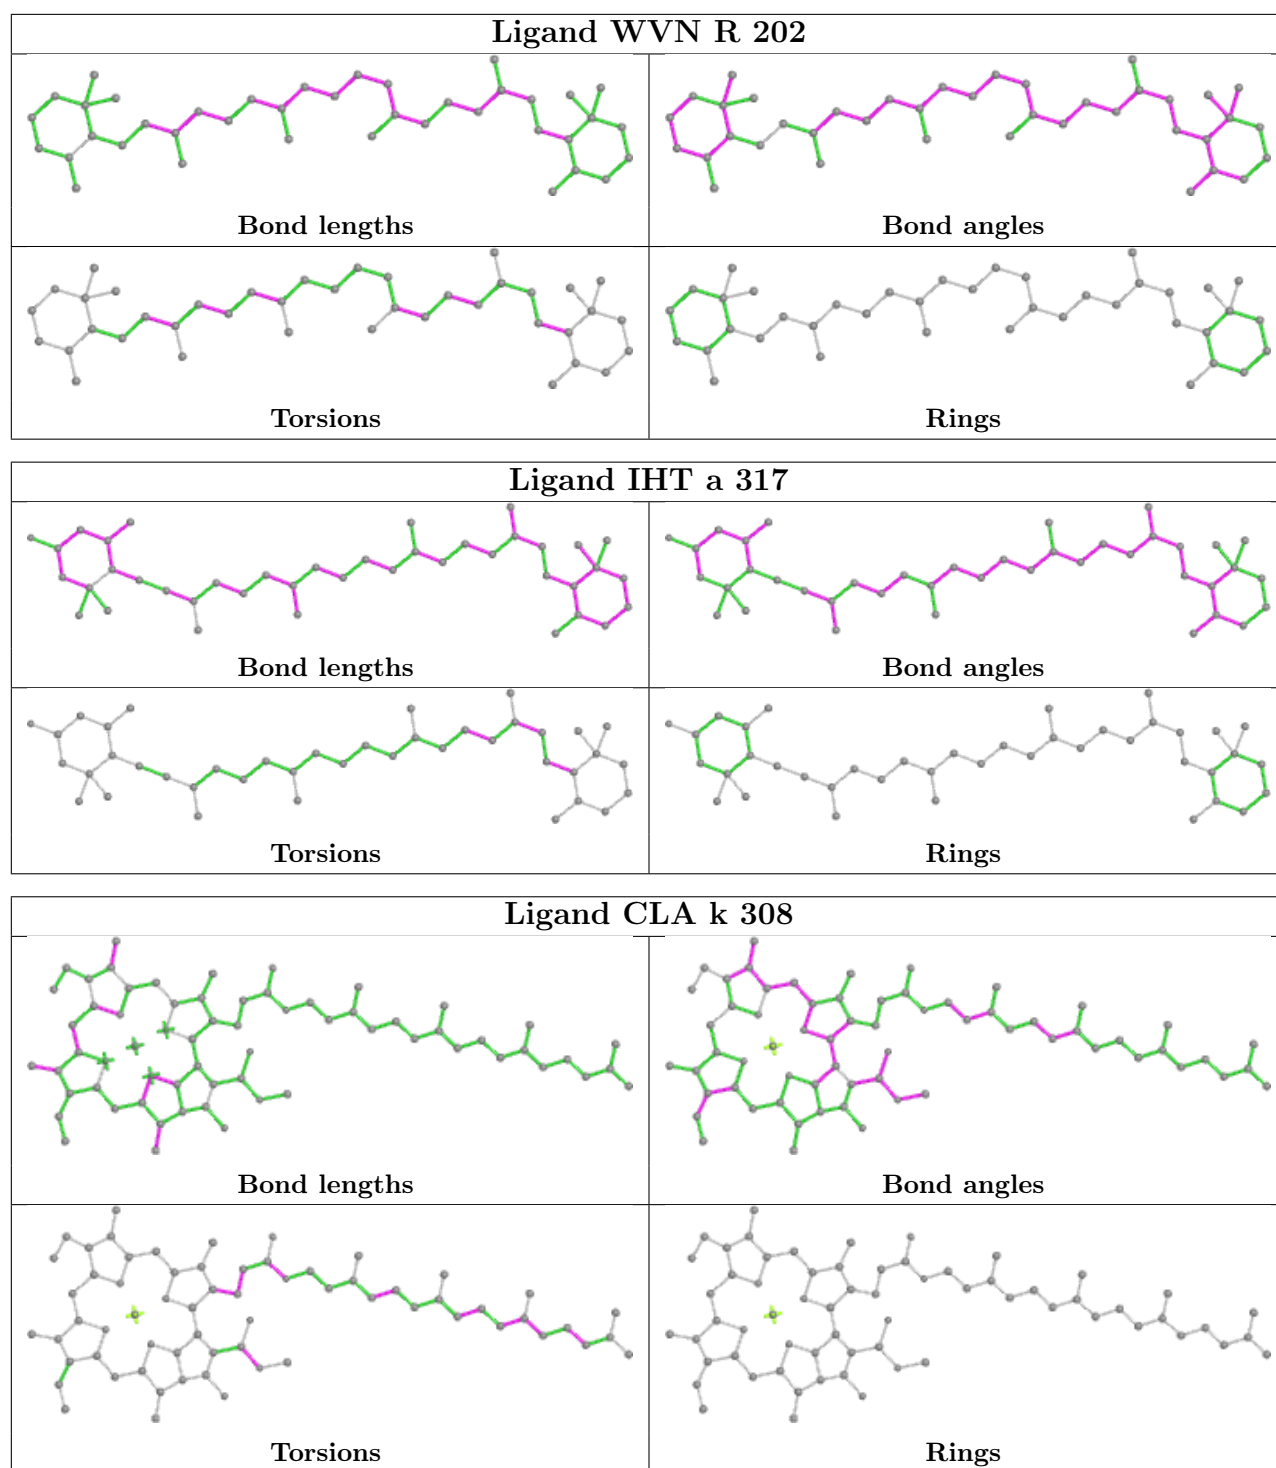 Ligand WVN R 202
Bond lengths
Bond angles
Torsions
Rings
Ligand IHT a 317
Bond lengths
Bond angles
Torsions
Rings
Ligand CLA k 308
Bond lengths
Bond angles
Torsions
Rings